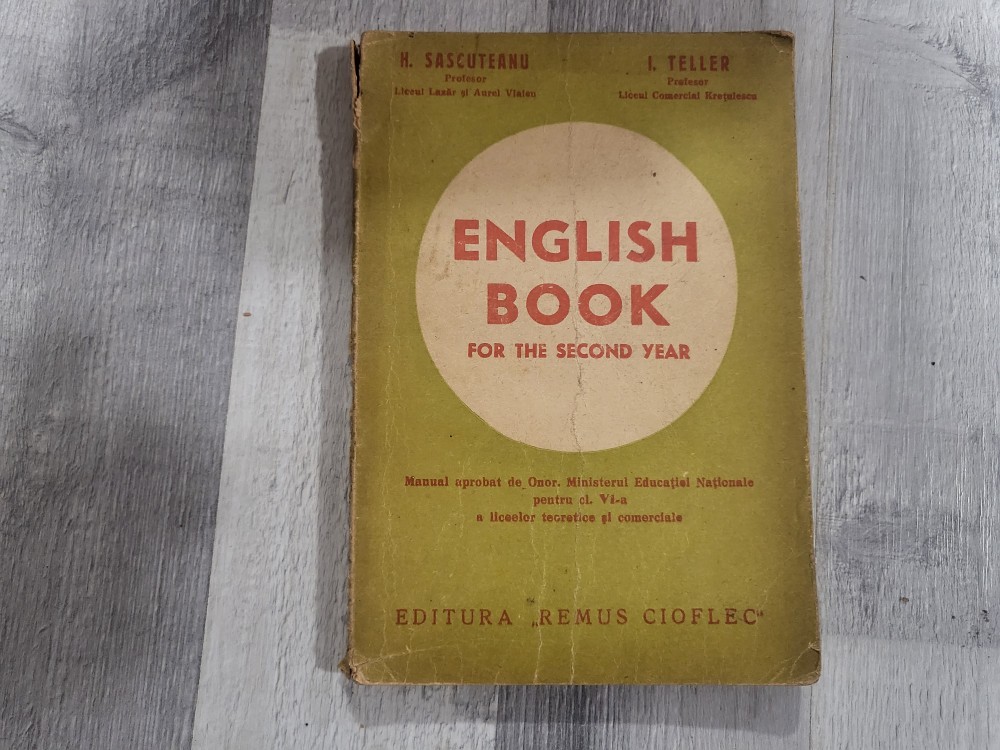 H. SASCUTEANU
Profesor
Liceul Lazăr și Aurel Vlaicu
I. TELLER
Profesor
Liceul Comercial Krețulescu
ENGLISH
BOOK
FOR THE SECOND YEAR
Manual aprobat de Onor. Ministerul Educației Naționale
pentru cl. VI-a
a liceelor teoretice și comerciale
EDITURA „REMUS CIOFLEC“